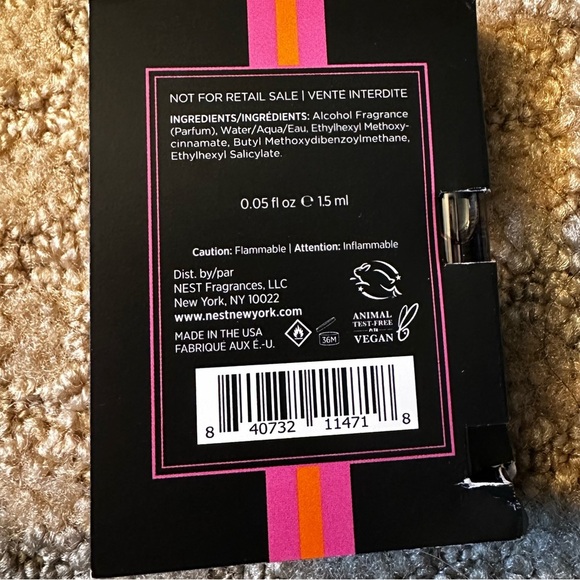 NOT FOR RETAIL SALE | VENTE INTERDITE
INGREDIENTS/INGRÉDIENTS: Alcohol Fragrance
(Parfum), Water/Aqua/Eau, Ethylhexyl Methoxy-
cinnamate, Butyl Methoxydibenzoylmethane,
Ethylhexyl Salicylate.
0.05 fl oz ℮ 1.5 ml
Caution: Flammable | Attention: Inflammable
Dist. by/par
NEST Fragrances, LLC
New York, NY 10022
www.nestnewyork.com
MADE IN THE USA
FABRIQUE AUX É.-U.
36M
ANIMAL
TEST-FREE
VEGAN
8 40732 11471 8